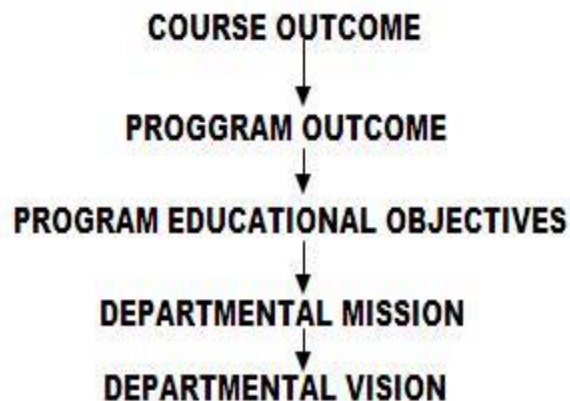 COURSE OUTCOME
PROGGRAM OUTCOME
PROGRAM EDUCATIONAL OBJECTIVES
DEPARTMENTAL MISSION
DEPARTMENTAL VISION